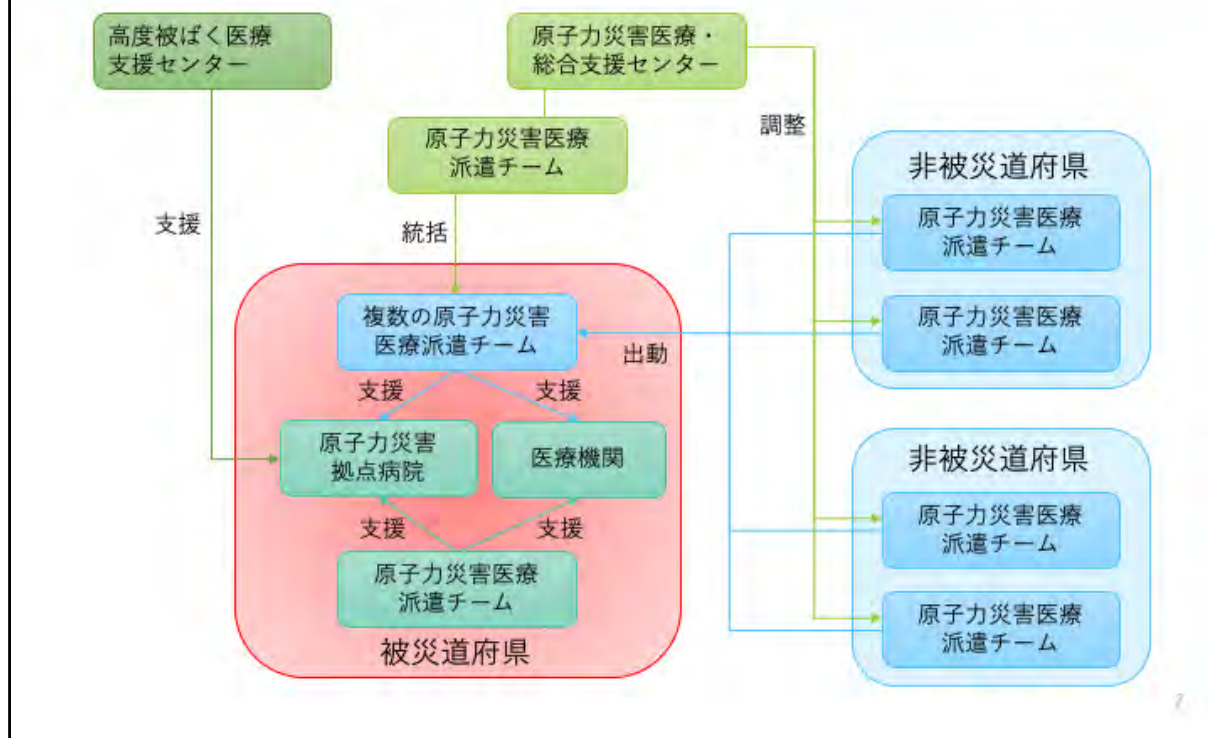 高度被ばく医療
支援センター
原子力災害医療・
総合支援センター
原子力災害医療
派遣チーム
調整
支援
統括
非被災道府県
原子力災害医療
派遣チーム
原子力災害医療
派遣チーム
複数の原子力災害
医療派遣チーム
出動
支援
支援
原子力災害
拠点病院
医療機関
支援
支援
原子力災害医療
派遣チーム
被災道府県
非被災道府県
原子力災害医療
派遣チーム
原子力災害医療
派遣チーム